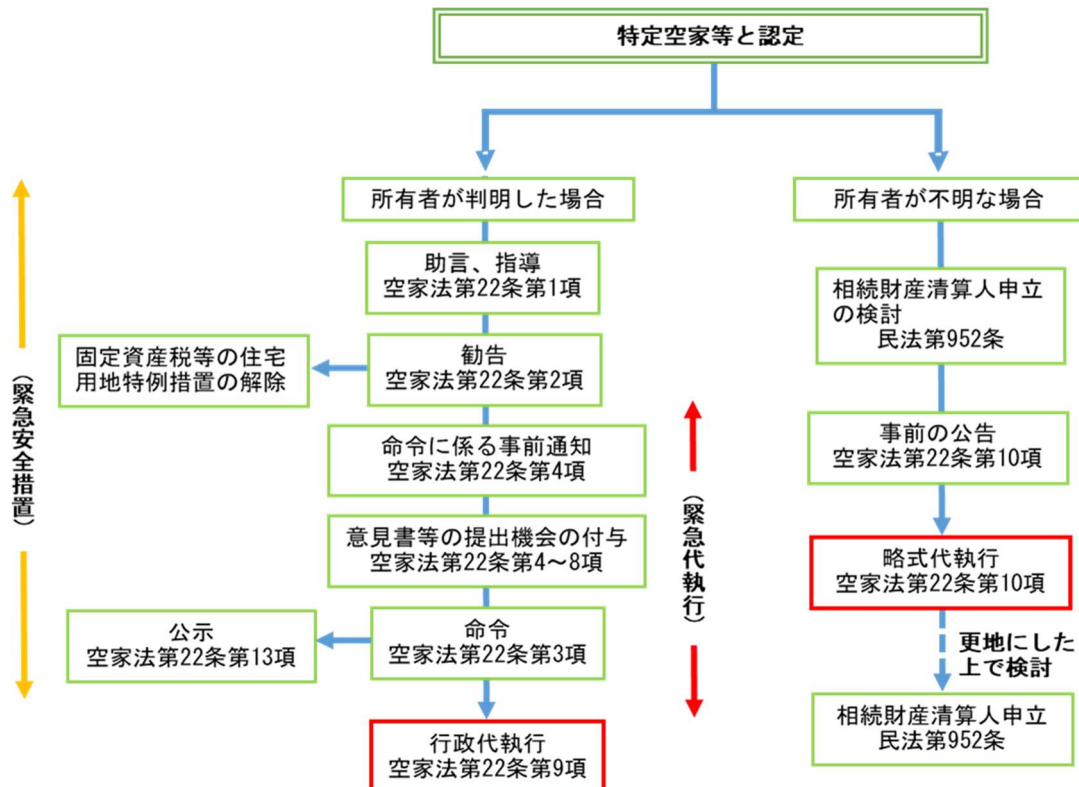 特定空家等と認定
所有者が判明した場合
助言、指導
空家法第22条第1項
勧告
空家法第22条第2項
固定資産税等の住宅
用地特例措置の解除
命令に係る事前通知
空家法第22条第4項
意見書等の提出機会の付与
空家法第22条第4～8項
命令
空家法第22条第3項
公示
空家法第22条第13項
行政代執行
空家法第22条第9項
（緊急安全措置）
（緊急代執行）
所有者が不明な場合
相続財産清算人申立
の検討
民法第952条
事前の公告
空家法第22条第10項
略式代執行
空家法第22条第10項
更地にした
上で検討
相続財産清算人申立
民法第952条